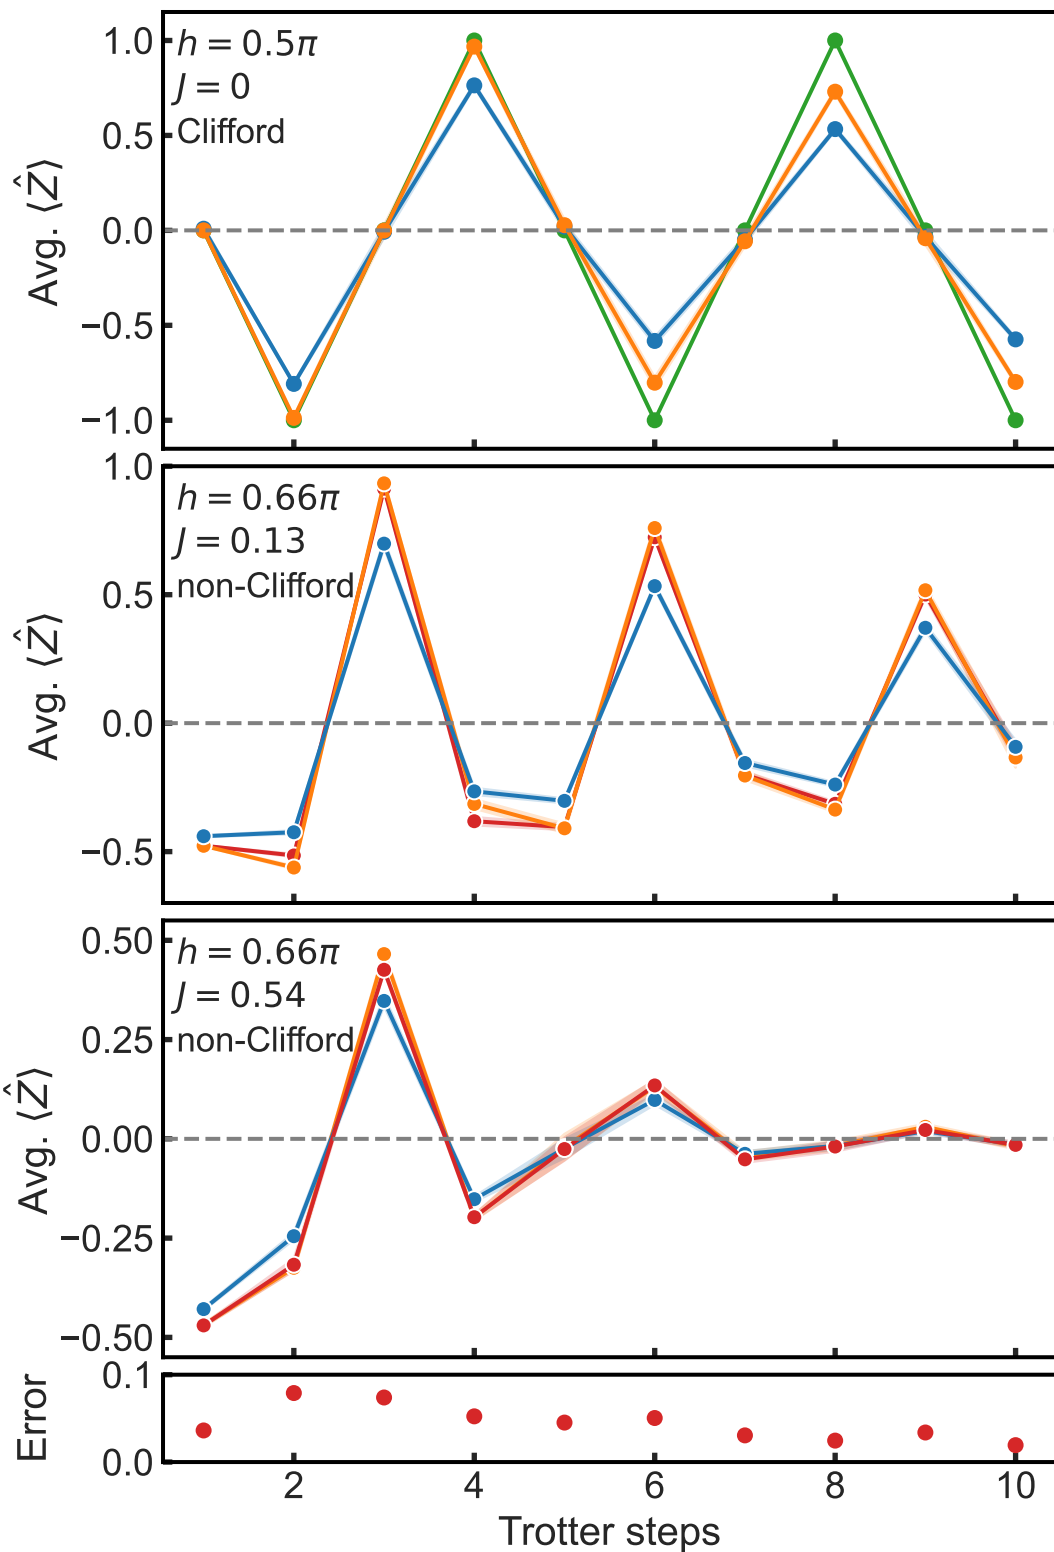 h = 0.5π
J = 0
Clifford
1.0
0.5
0.0
−0.5
−1.0
Avg. ⟨Ẑ⟩
h = 0.66π
J = 0.13
non-Clifford
1.0
0.5
0.0
−0.5
Avg. ⟨Ẑ⟩
h = 0.66π
J = 0.54
non-Clifford
0.50
0.25
0.00
−0.25
−0.50
Avg. ⟨Ẑ⟩
0.1
0.0
Error
2 4 6 8 10
Trotter steps